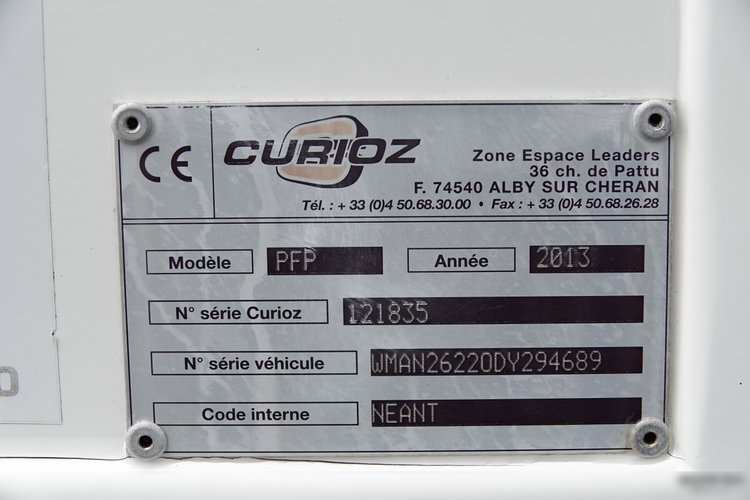 CE
CURIOZ
Zone Espace Leaders
36 ch. de Pattu
F. 74540 ALBY SUR CHERAN
Tél. : + 33 (0)4 50.68.30.00 • Fax : + 33 (0)4 50.68.26.28
Modèle PFP Année 2013
N° série Curioz 121835
N° série véhicule WMAN26220DY294689
Code interne NEANT